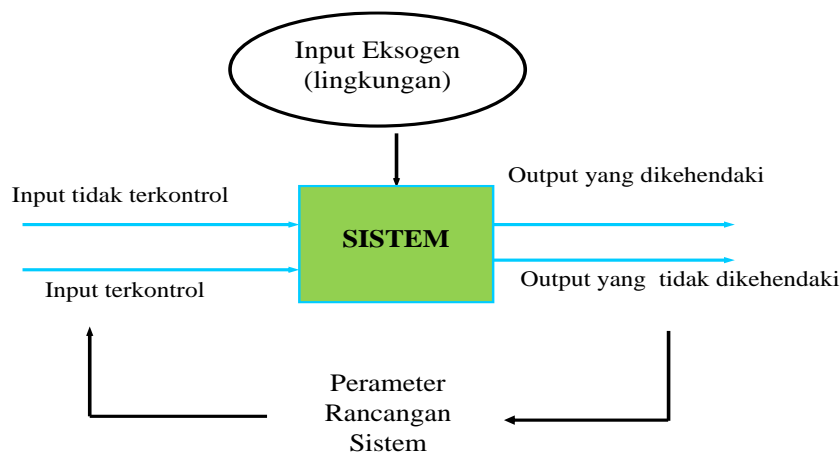 Input Eksogen
(lingkungan)
Output yang dikehendaki
Input tidak terkontrol
SISTEM
Output yang tidak dikehendaki
Input terkontrol
Perameter
Rancangan
Sistem